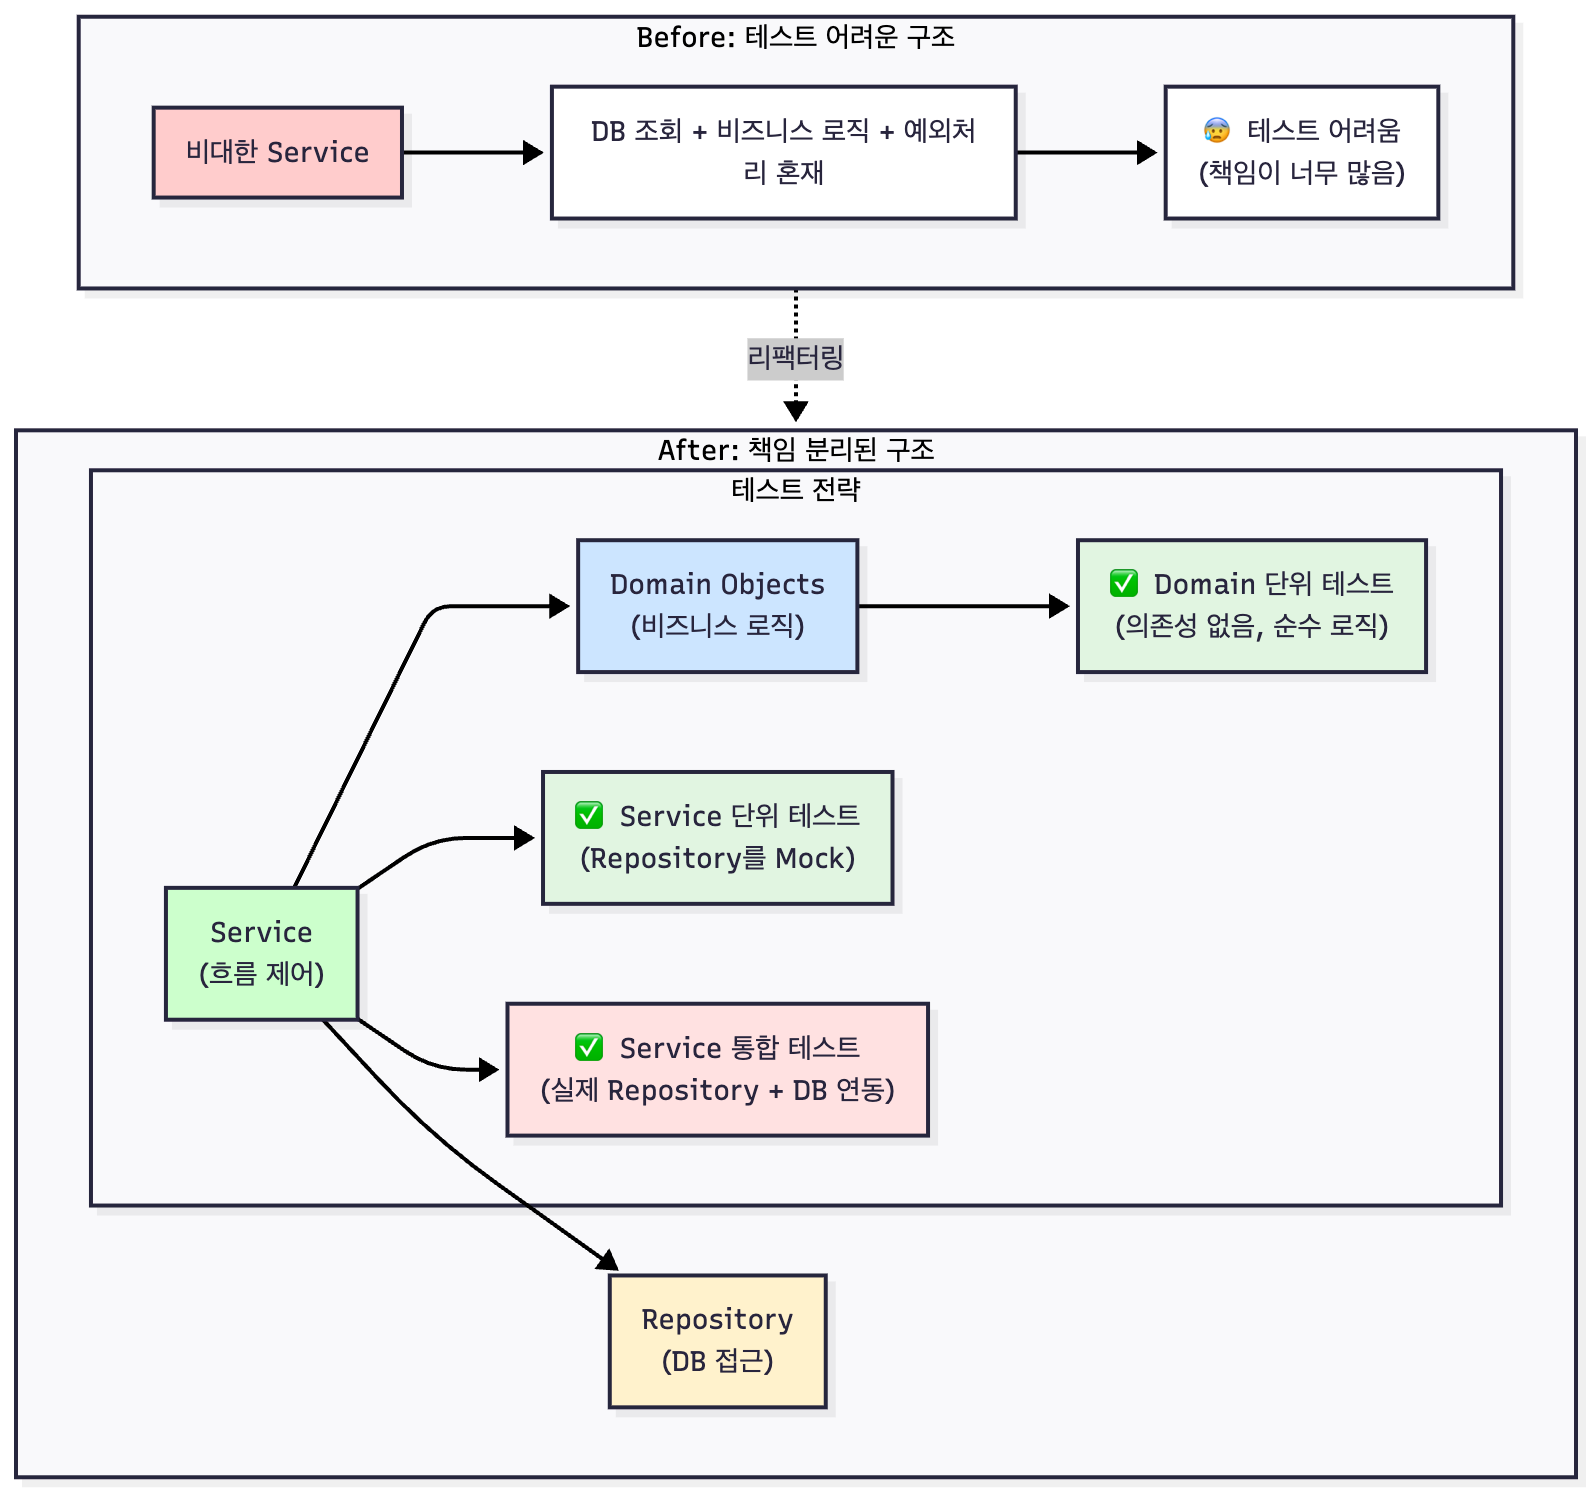 Before: 테스트 어려운 구조
비대한 Service
DB 조회 + 비즈니스 로직 + 예외처
리 혼재
😰 테스트 어려움
(책임이 너무 많음)
리팩터링
After: 책임 분리된 구조
테스트 전략
Domain Objects
(비즈니스 로직)
✅ Domain 단위 테스트
(의존성 없음, 순수 로직)
✅ Service 단위 테스트
(Repository를 Mock)
Service
(흐름 제어)
✅ Service 통합 테스트
(실제 Repository + DB 연동)
Repository
(DB 접근)